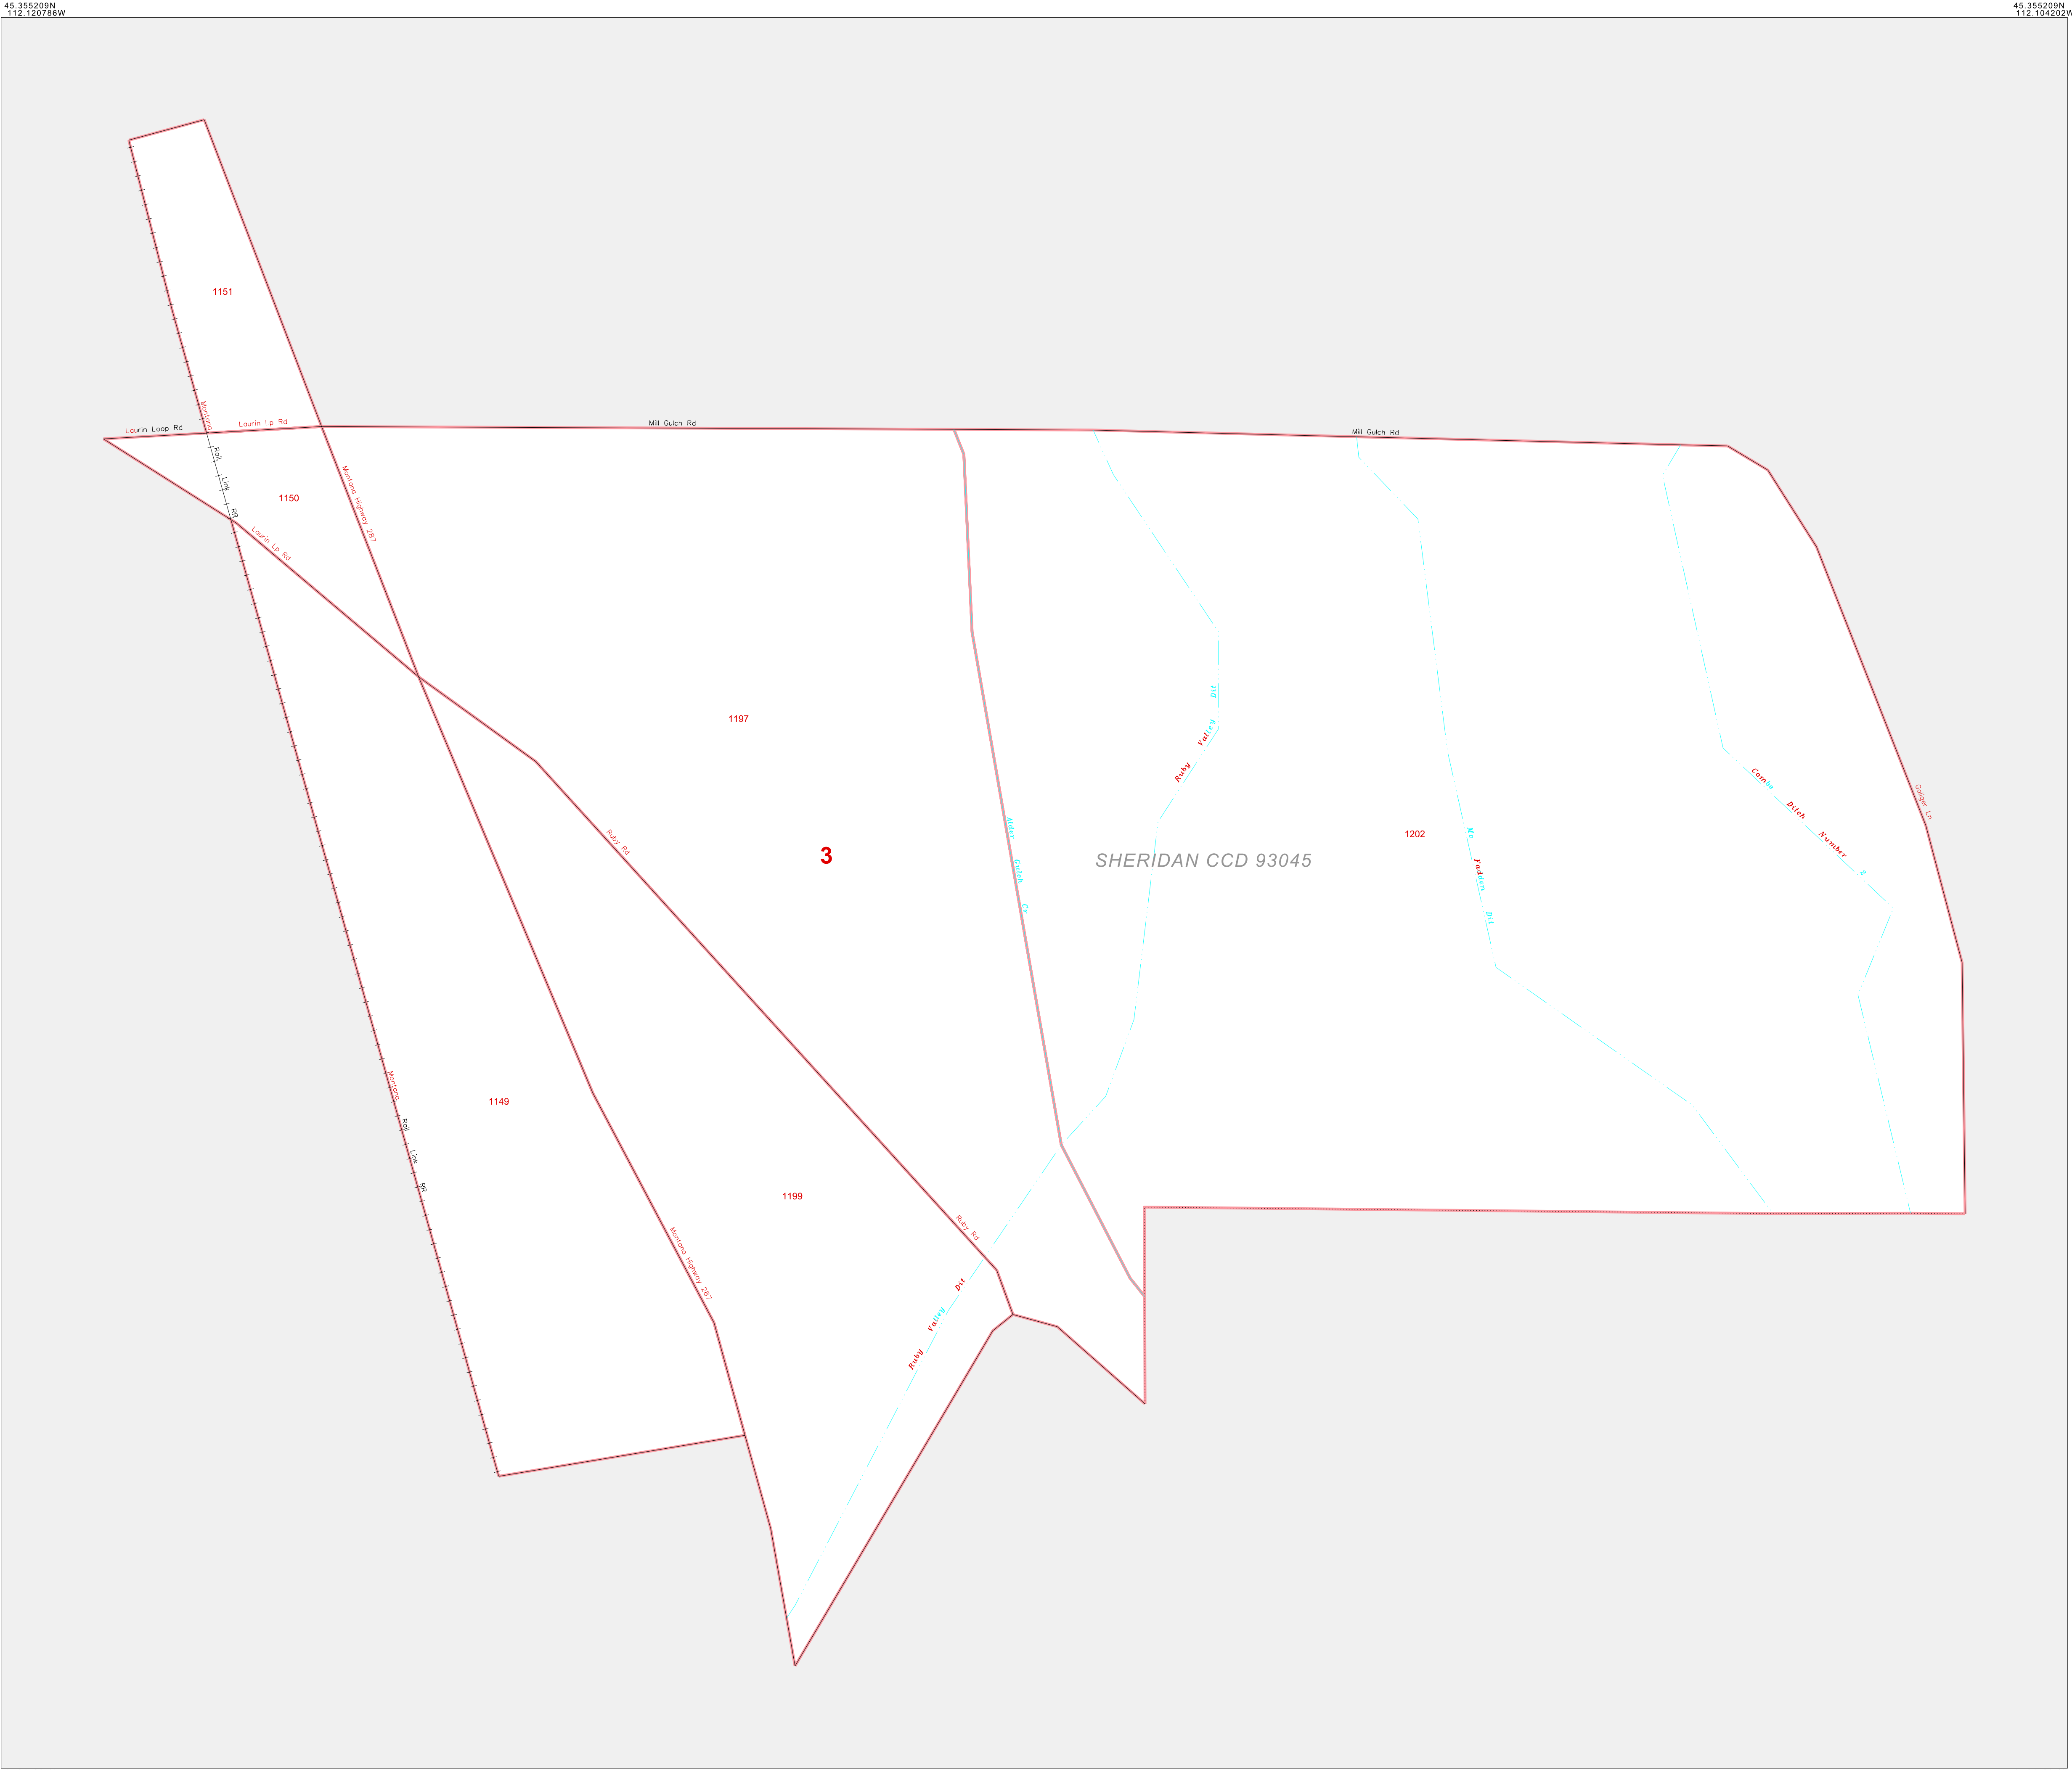 45.355209N
112.120786W
45.355209N
112.104202W
1151
Laurin Loop Rd
Laurin Lp Rd
Mill Gulch Rd
Mill Gulch Rd
Montana Rail Link RR
1150
Montana Highway 287
Laurin Lp Rd
1197
Ruby Valley Dit
Ruby Rd
3
SHERIDAN CCD 93045
1202
Alder Gulch Cr
Mc Fadden Dit
Combs Ditch Number 2
Galiger Ln
1149
Montana Rail Link RR
1199
Montana Highway 287
Ruby Rd
Ruby Valley Dit